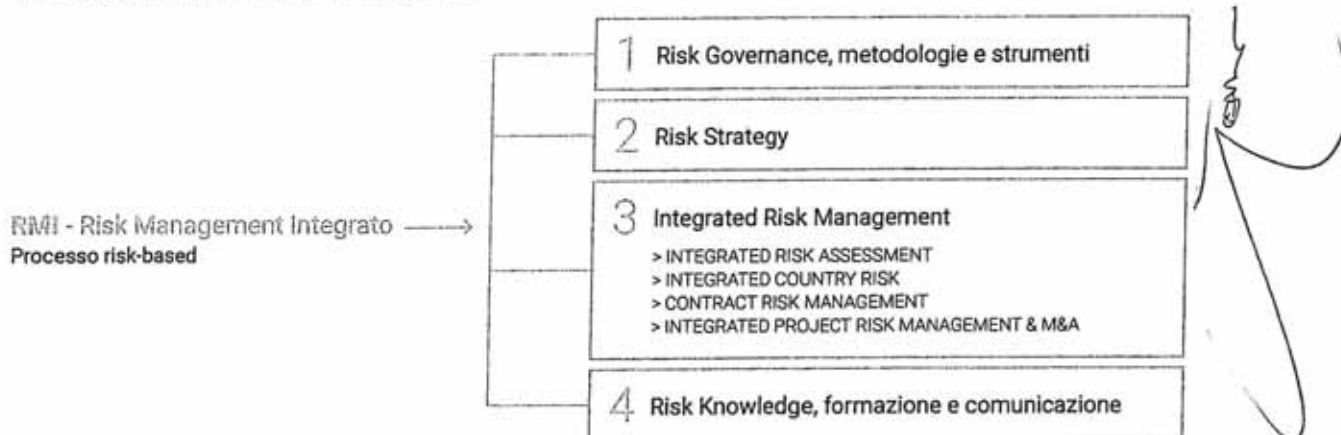 RMI - Risk Management Integrato
Processo risk-based
1 Risk Governance, metodologie e strumenti
2 Risk Strategy
3 Integrated Risk Management
> INTEGRATED RISK ASSESSMENT
> INTEGRATED COUNTRY RISK
> CONTRACT RISK MANAGEMENT
> INTEGRATED PROJECT RISK MANAGEMENT & M&A
4 Risk Knowledge, formazione e comunicazione